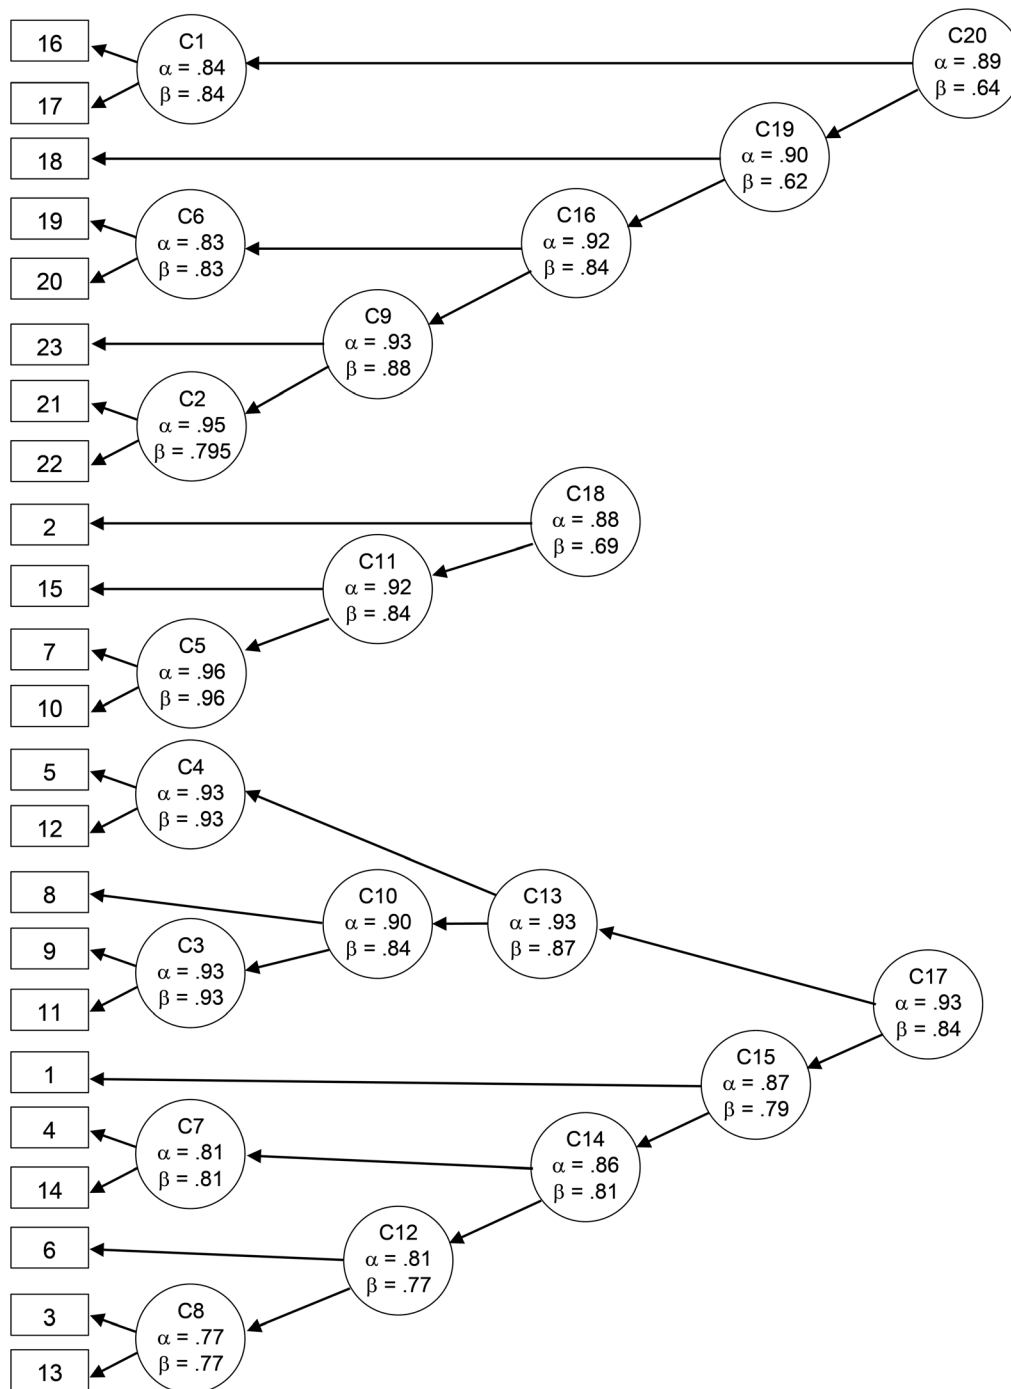 16
17
18
19
20
23
21
22
2
15
7
10
5
12
8
9
11
1
4
14
6
3
13
C1
α = .84
β = .84
C20
α = .89
β = .64
C19
α = .90
β = .62
C6
α = .83
β = .83
C16
α = .92
β = .84
C9
α = .93
β = .88
C2
α = .95
β = .795
C18
α = .88
β = .69
C11
α = .92
β = .84
C5
α = .96
β = .96
C4
α = .93
β = .93
C10
α = .90
β = .84
C13
α = .93
β = .87
C3
α = .93
β = .93
C17
α = .93
β = .84
C15
α = .87
β = .79
C7
α = .81
β = .81
C14
α = .86
β = .81
C12
α = .81
β = .77
C8
α = .77
β = .77